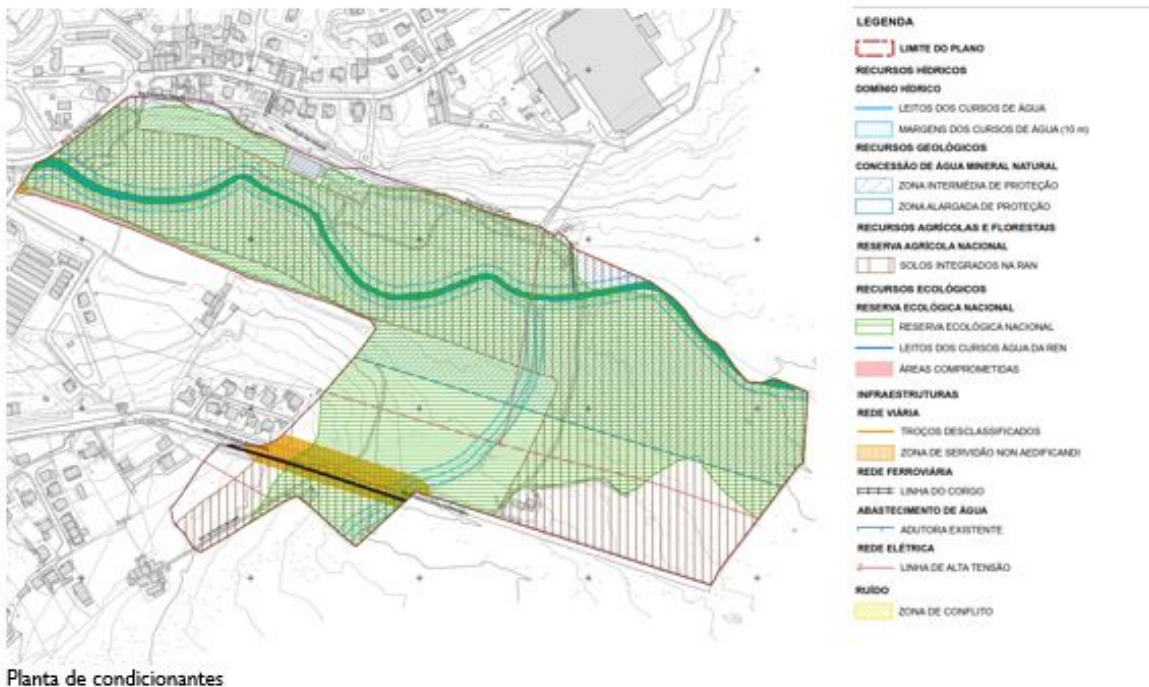 LEGENDA
LIMITE DO PLANO
RECURSOS HÍDRICOS
DOMÍNIO HÍDRICO
LEITOS DOS CURSOS DE ÁGUA
MARGENS DOS CURSOS DE ÁGUA (10 m)
RECURSOS GEOLÓGICOS
CONCESSÃO DE ÁGUA MINERAL NATURAL
ZONA INTERMÉDIA DE PROTEÇÃO
ZONA ALARGADA DE PROTEÇÃO
RECURSOS AGRÍCOLAS E FLORESTAIS
RESERVA AGRÍCOLA NACIONAL
SOLOS INTEGRADOS NA RAN
RECURSOS ECOLÓGICOS
RESERVA ECOLÓGICA NACIONAL
RESERVA ECOLÓGICA NACIONAL
LEITOS DOS CURSOS ÁGUA DA REN
ÁREAS COMPROMETIDAS
INFRAESTRUTURAS
REDE VIÁRIA
TROÇOS DESCLASSIFICADOS
ZONA DE SERVIDÃO NON AEDIFICANDI
REDE FERROVIÁRIA
LINHA DO CORGO
ABASTECIMENTO DE ÁGUA
ADUTORA EXISTENTE
REDE ELÉTRICA
LINHA DE ALTA TENSÃO
RUÍDO
ZONA DE CONFLITO
Planta de condicionantes